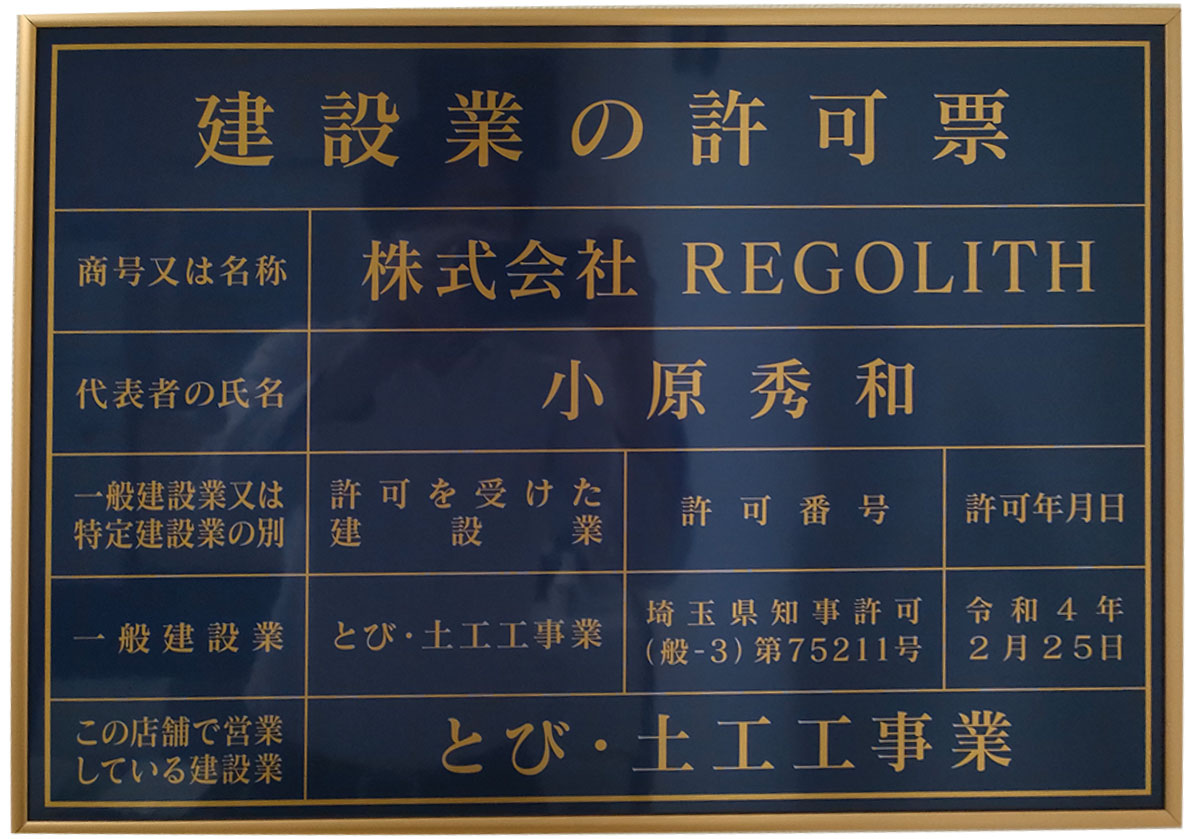 建設業の許可票
商号又は名称
株式会社 REGOLITH
代表者の氏名
小原秀和
一般建設業又は
特定建設業の別
許可を受けた
建設業
許可番号
許可年月日
一般建設業
とび・土工工事業
埼玉県知事許可
(般-3)第75211号
令和4年
2月25日
この店舗で営業
している建設業
とび・土工工事業